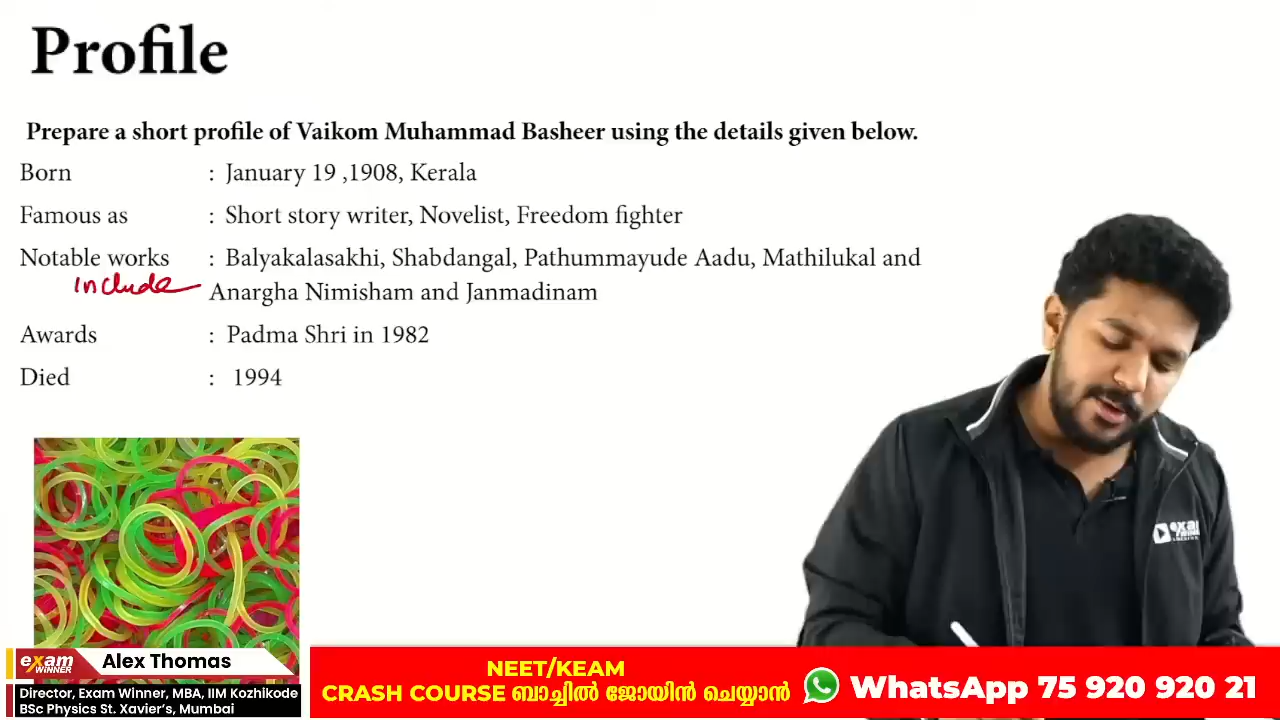 Profile
Prepare a short profile of Vaikom Muhammad Basheer using the details given below.
Born : January 19 ,1908, Kerala
Famous as : Short story writer, Novelist, Freedom fighter
Notable works : Balyakalasakhi, Shabdangal, Pathummayude Aadu, Mathilukal and
include Anargha Nimisham and Janmadinam
Awards : Padma Shri in 1982
Died : 1994
exam
WINNER
exam
WINNER
Alex Thomas
Director, Exam Winner, MBA, IIM Kozhikode
BSc Physics St. Xavier's, Mumbai
NEET/KEAM
CRASH COURSE ബാച്ചിൽ ജോയിൻ ചെയ്യാൻ
WhatsApp 75 920 920 21